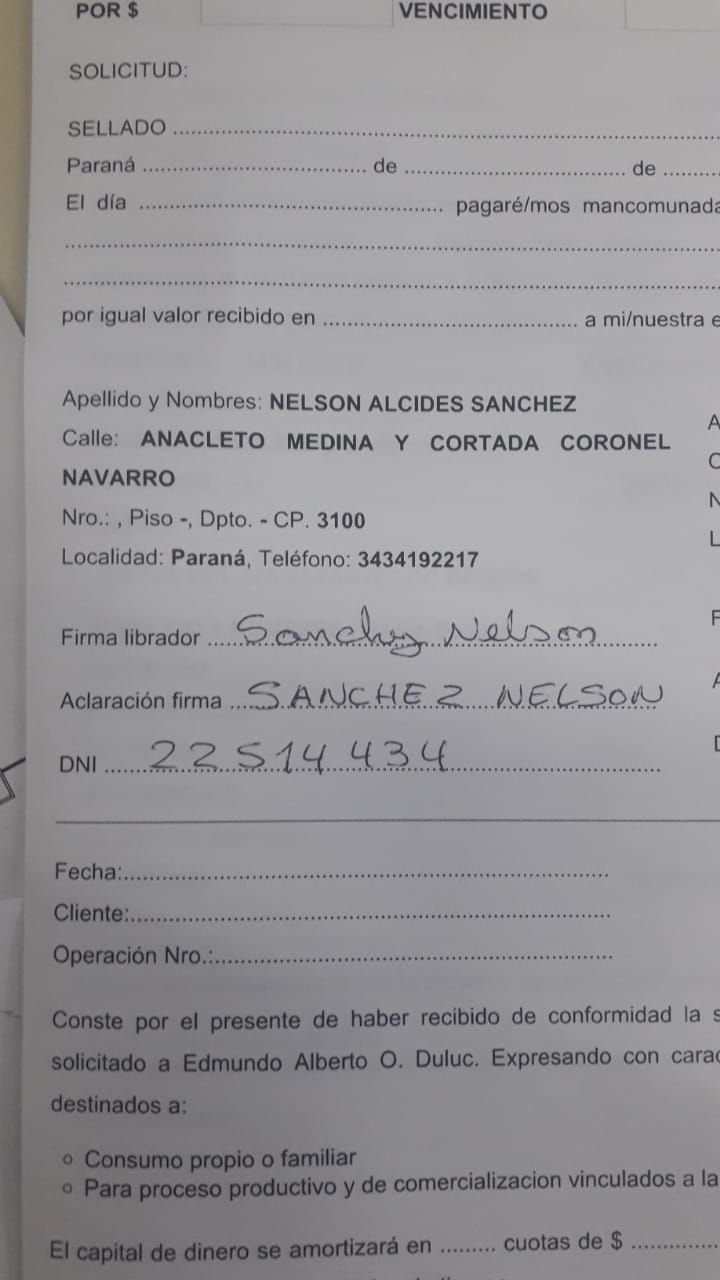 POR $ VENCIMIENTO
SOLICITUD:
SELLADO ........................................
Paraná .................................... de .................................... de .........
El día ................................................ pagaré/mos mancomunada
........................................
........................................
por igual valor recibido en ........................................ a mi/nuestra e
Apellido y Nombres: NELSON ALCIDES SANCHEZ
Calle: ANACLETO MEDINA Y CORTADA CORONEL
NAVARRO
Nro.: , Piso -, Dpto. - CP. 3100
Localidad: Paraná, Teléfono: 3434192217
Firma librador ...... Sanchez Nelson ..........
Aclaración firma ... SANCHEZ NELSON
DNI ....... 22514434 ..............................
Fecha:........................................
Cliente:........................................
Operación Nro.:........................................
Conste por el presente de haber recibido de conformidad la s
solicitado a Edmundo Alberto O. Duluc. Expresando con carac
destinados a:
○ Consumo propio o familiar
○ Para proceso productivo y de comercializacion vinculados a la
El capital de dinero se amortizará en ......... cuotas de $ ..............